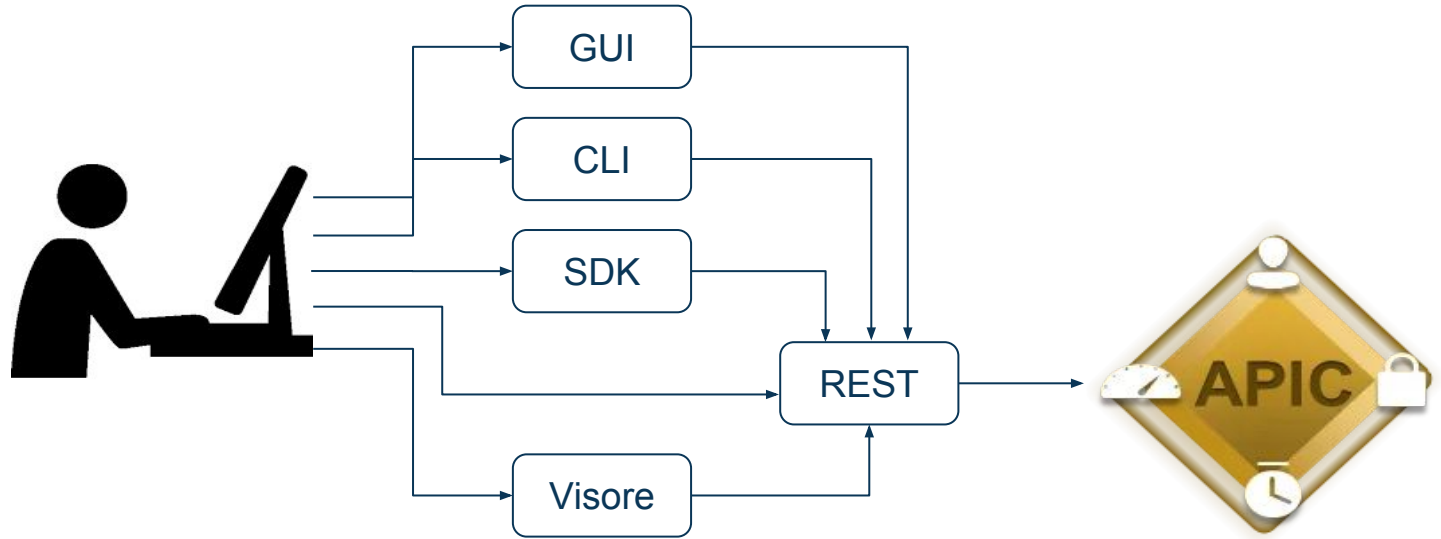 GUI
CLI
SDK
REST
APIC
Visore